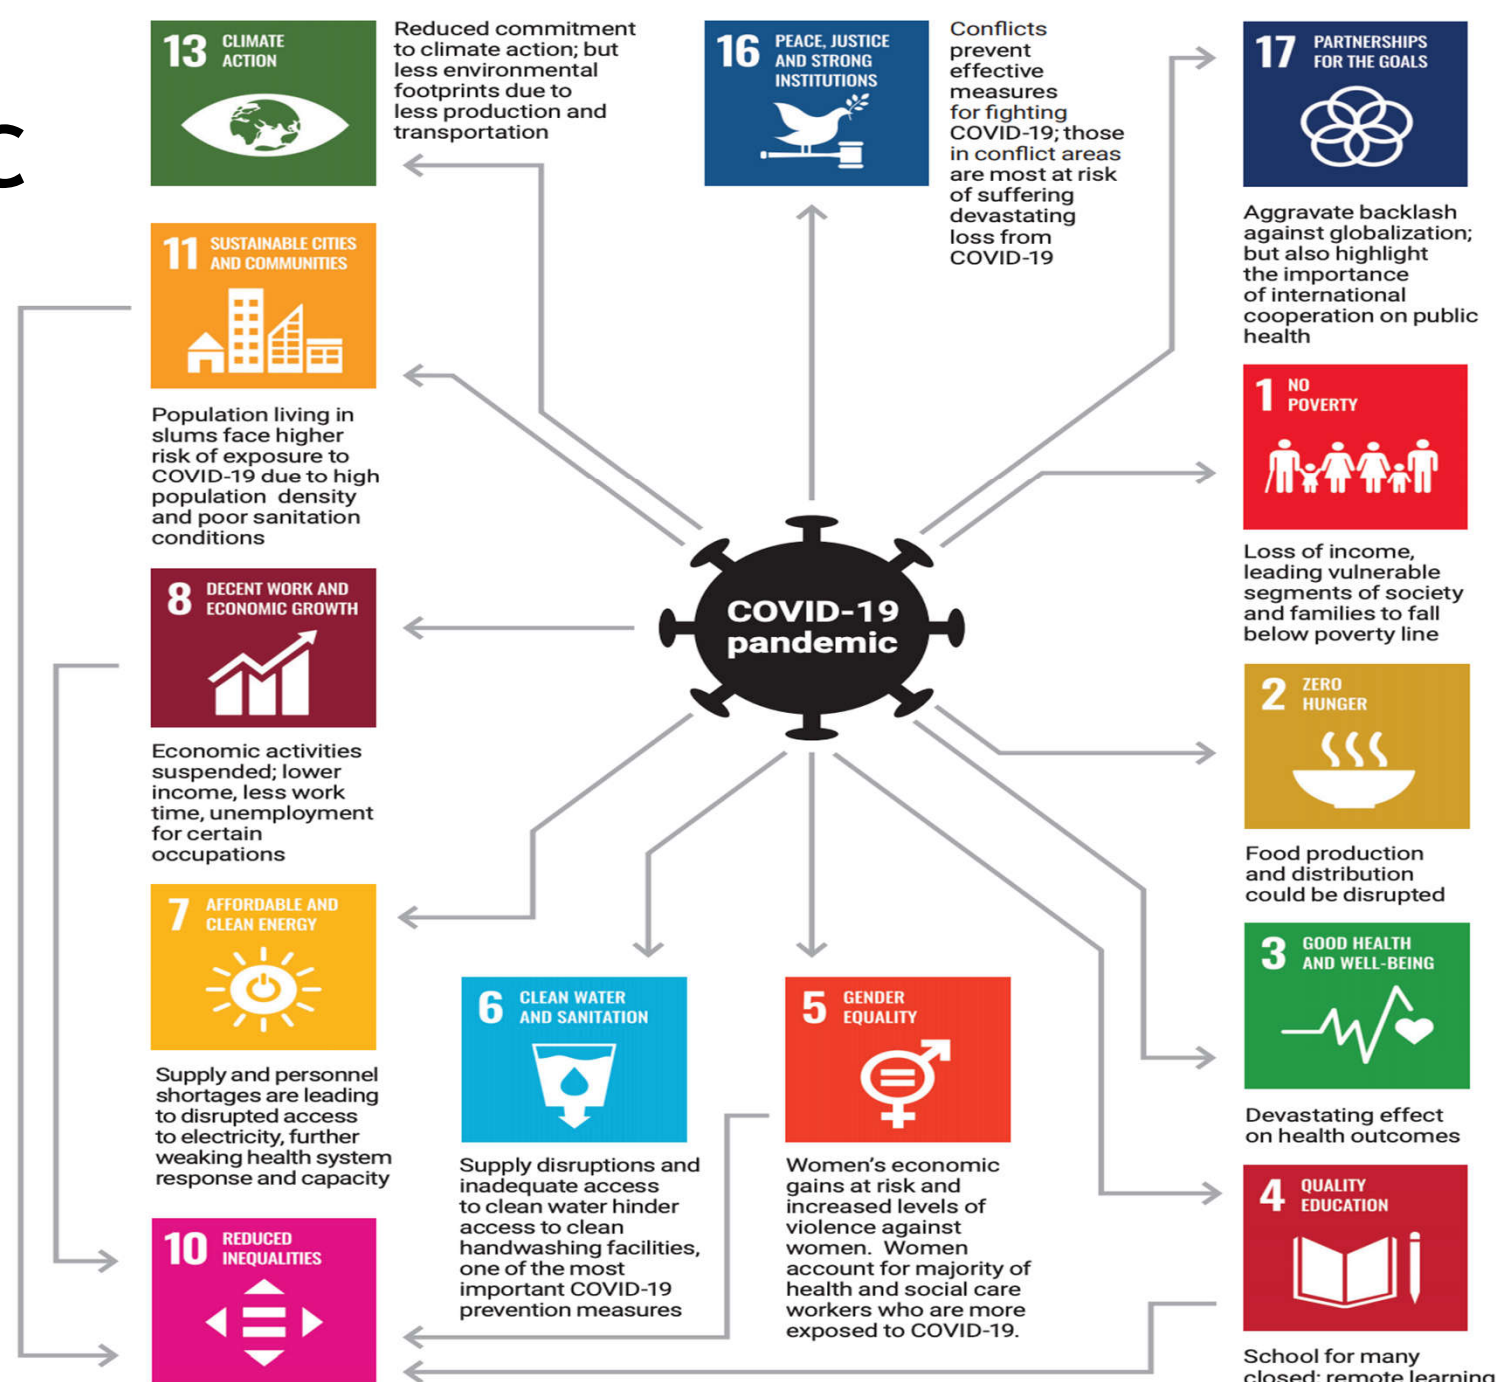 C
13 CLIMATE
ACTION
Reduced commitment
to climate action; but
less environmental
footprints due to
less production and
transportation
16 PEACE, JUSTICE
AND STRONG
INSTITUTIONS
Conflicts
prevent
effective
measures
for fighting
COVID-19; those
in conflict areas
are most at risk
of suffering
devastating
loss from
COVID-19
17 PARTNERSHIPS
FOR THE GOALS
Aggravate backlash
against globalization;
but also highlight
the importance
of international
cooperation on public
health
11 SUSTAINABLE CITIES
AND COMMUNITIES
Population living in
slums face higher
risk of exposure to
COVID-19 due to high
population density
and poor sanitation
conditions
1 NO
POVERTY
Loss of income,
leading vulnerable
segments of society
and families to fall
below poverty line
8 DECENT WORK AND
ECONOMIC GROWTH
Economic activities
suspended; lower
income, less work
time, unemployment
for certain
occupations
COVID-19
pandemic
2 ZERO
HUNGER
Food production
and distribution
could be disrupted
7 AFFORDABLE AND
CLEAN ENERGY
Supply and personnel
shortages are leading
to disrupted access
to electricity, further
weaking health system
response and capacity
6 CLEAN WATER
AND SANITATION
Supply disruptions and
inadequate access
to clean water hinder
access to clean
handwashing facilities,
one of the most
important COVID-19
prevention measures
5 GENDER
EQUALITY
Women's economic
gains at risk and
increased levels of
violence against
women. Women
account for majority of
health and social care
workers who are more
exposed to COVID-19.
3 GOOD HEALTH
AND WELL-BEING
Devastating effect
on health outcomes
4 QUALITY
EDUCATION
School for many
closed; remote learning
10 REDUCED
INEQUALITIES